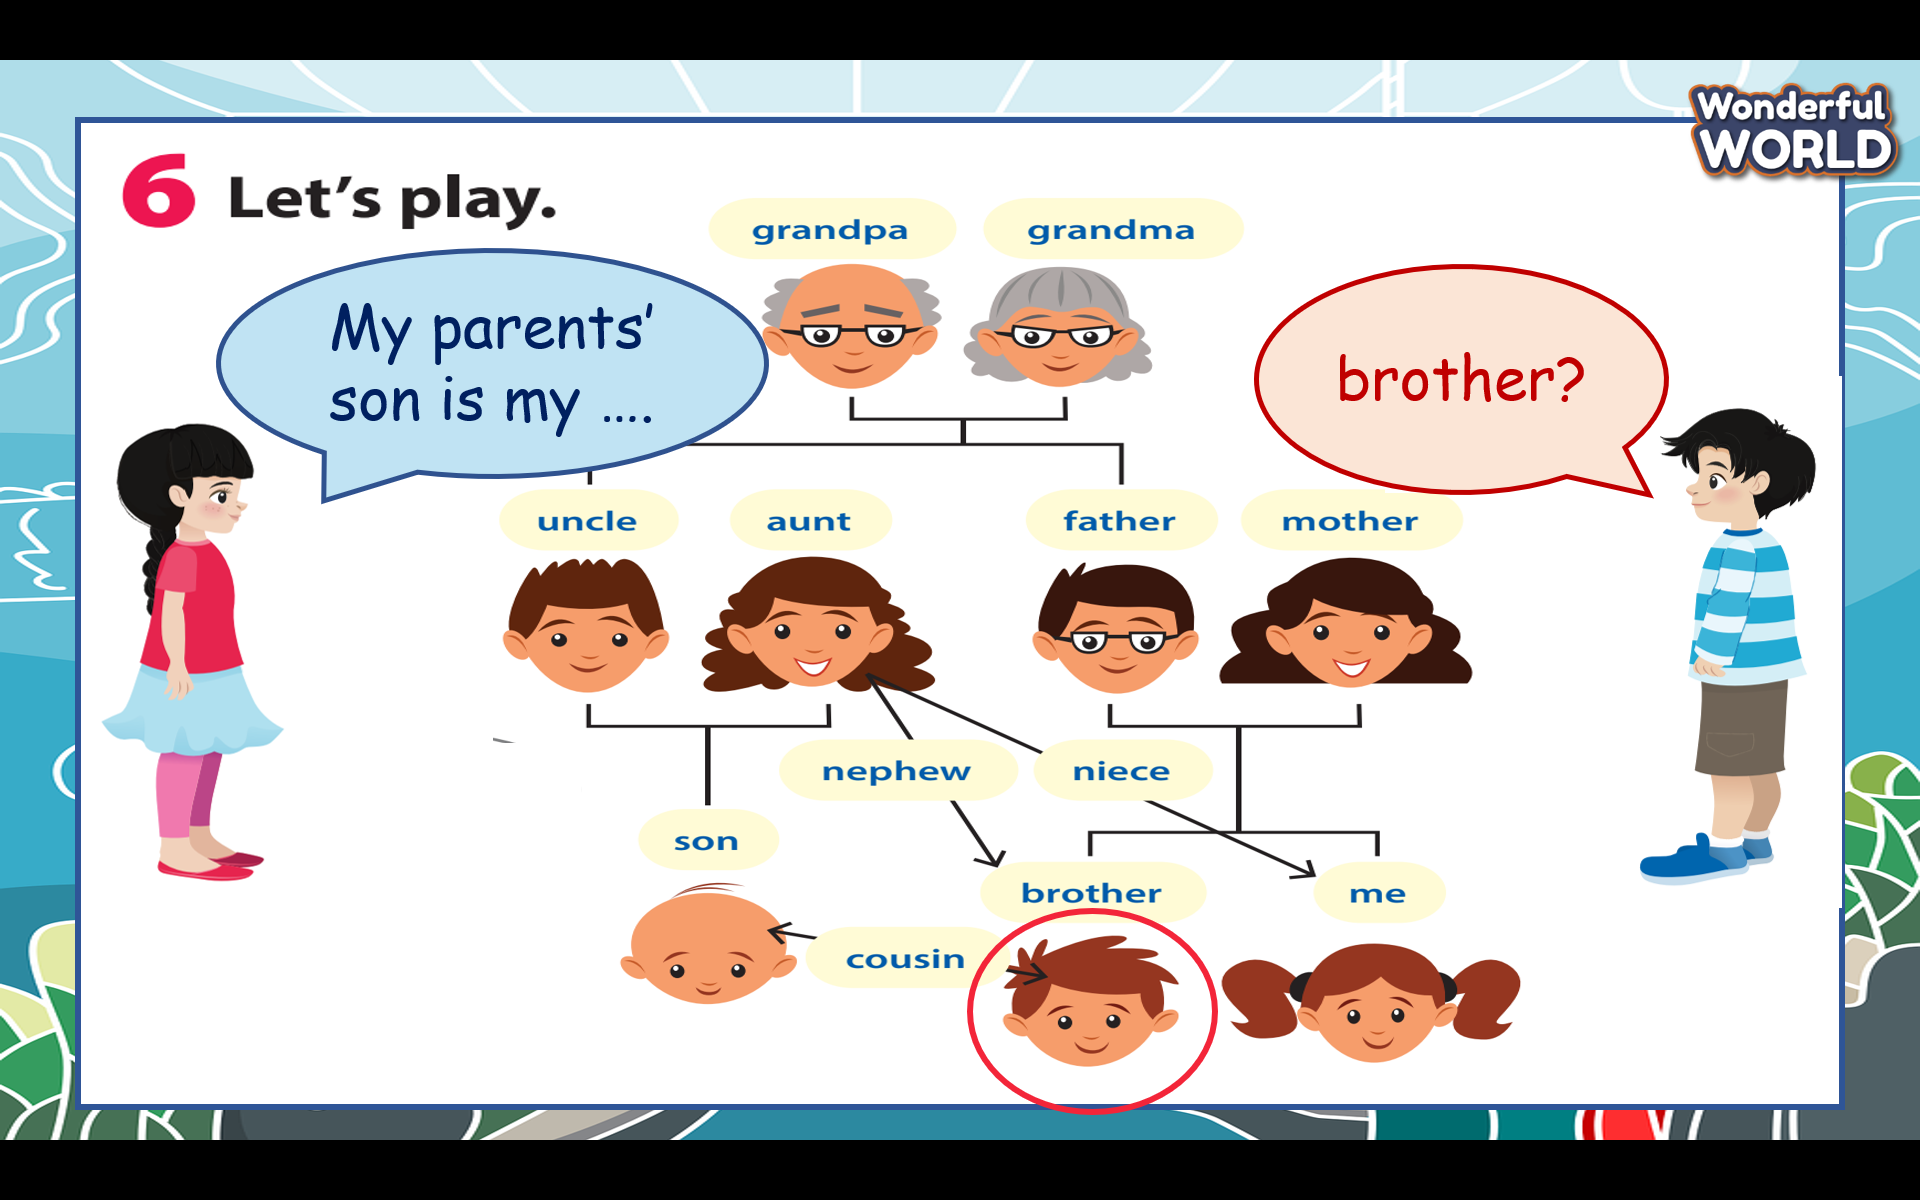 Wonderful
WORLD
6 Let's play.
grandpa grandma
My parents'
son is my ....
brother?
uncle aunt father mother
nephew niece
son
brother me
cousin